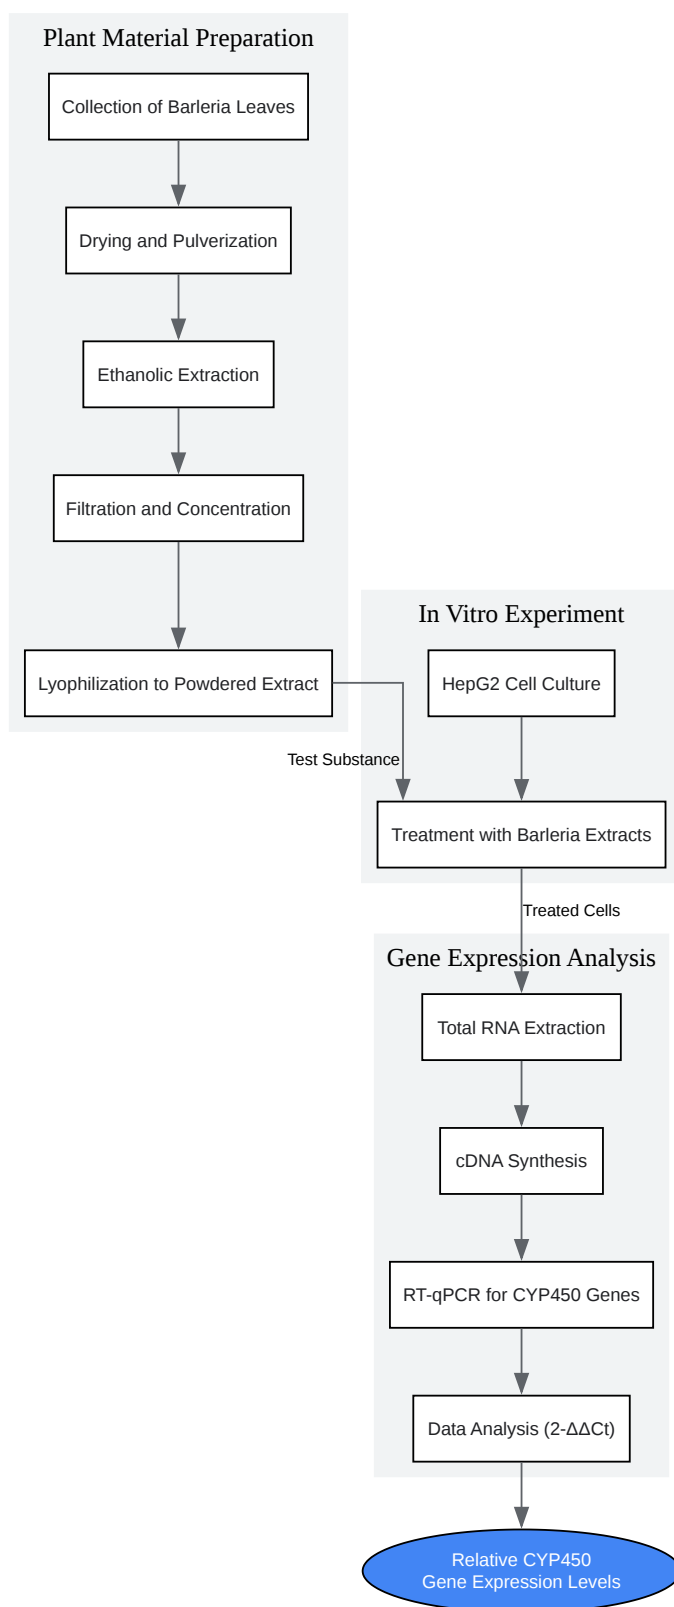 Plant Material Preparation
Collection of Barleria Leaves
Drying and Pulverization
Ethanolic Extraction
Filtration and Concentration
Lyophilization to Powdered Extract
Test Substance
In Vitro Experiment
HepG2 Cell Culture
Treatment with Barleria Extracts
Treated Cells
Gene Expression Analysis
Total RNA Extraction
cDNA Synthesis
RT-qPCR for CYP450 Genes
Data Analysis (2-ΔΔCt)
Relative CYP450
Gene Expression Levels